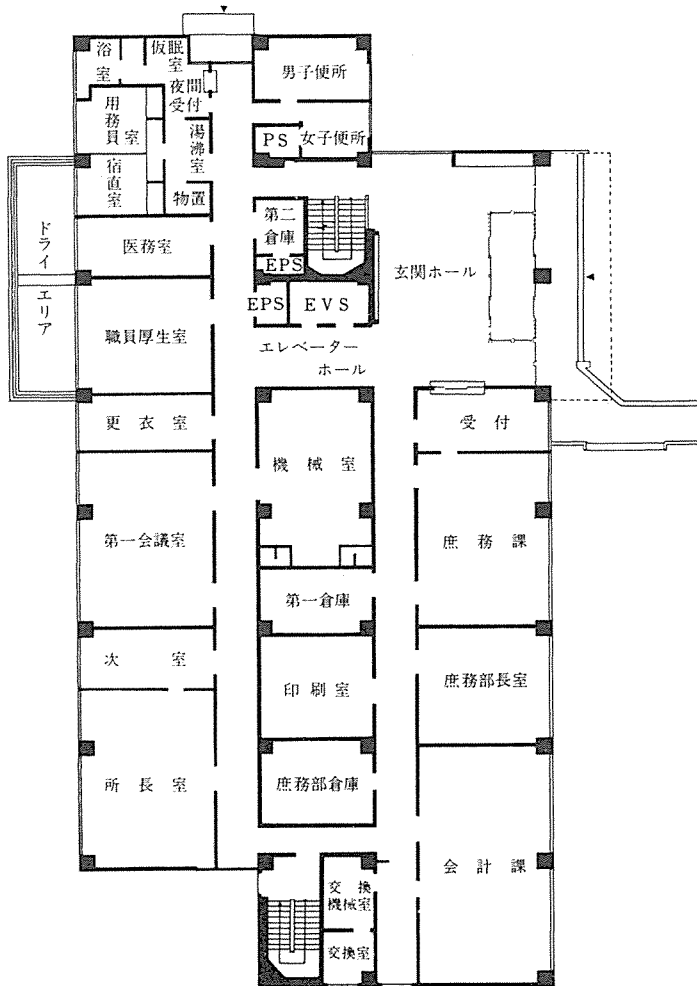 浴室
仮眠室
夜間
受付
男子便所
用務員室
湯沸室
PS
女子便所
宿直室
物置
ドライエリア
医務室
第二
倉庫
EPS
玄関ホール
EPS
EVS
職員厚生室
エレベーター
ホール
更衣室
受付
機械室
第一会議室
庶務課
第一倉庫
次室
印刷室
庶務部長室
所長室
庶務部倉庫
会計課
交換
機械室
交換室